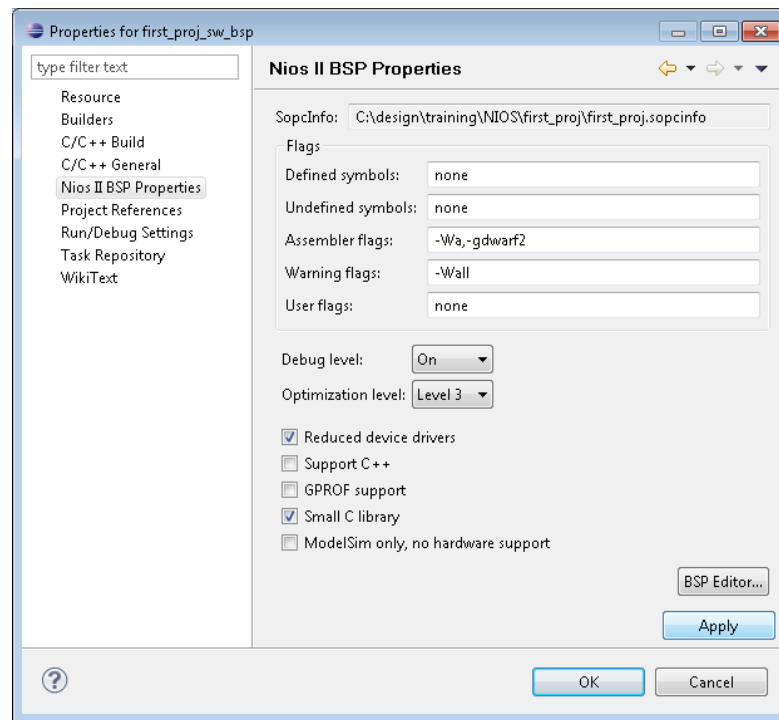 Properties for first_proj_sw_bsp
type filter text
Resource
Builders
C/C++ Build
C/C++ General
Nios II BSP Properties
Project References
Run/Debug Settings
Task Repository
WikiText
Nios II BSP Properties
SopcInfo: C:\design\training\NIOS\first_proj\first_proj.sopcinfo
Flags
Defined symbols: none
Undefined symbols: none
Assembler flags: -Wa,-gdwarf2
Warning flags: -Wall
User flags: none
Debug level: On
Optimization level: Level 3
Reduced device drivers
Support C++
GPROF support
Small C library
ModelSim only, no hardware support
BSP Editor...
Apply
?
OK Cancel